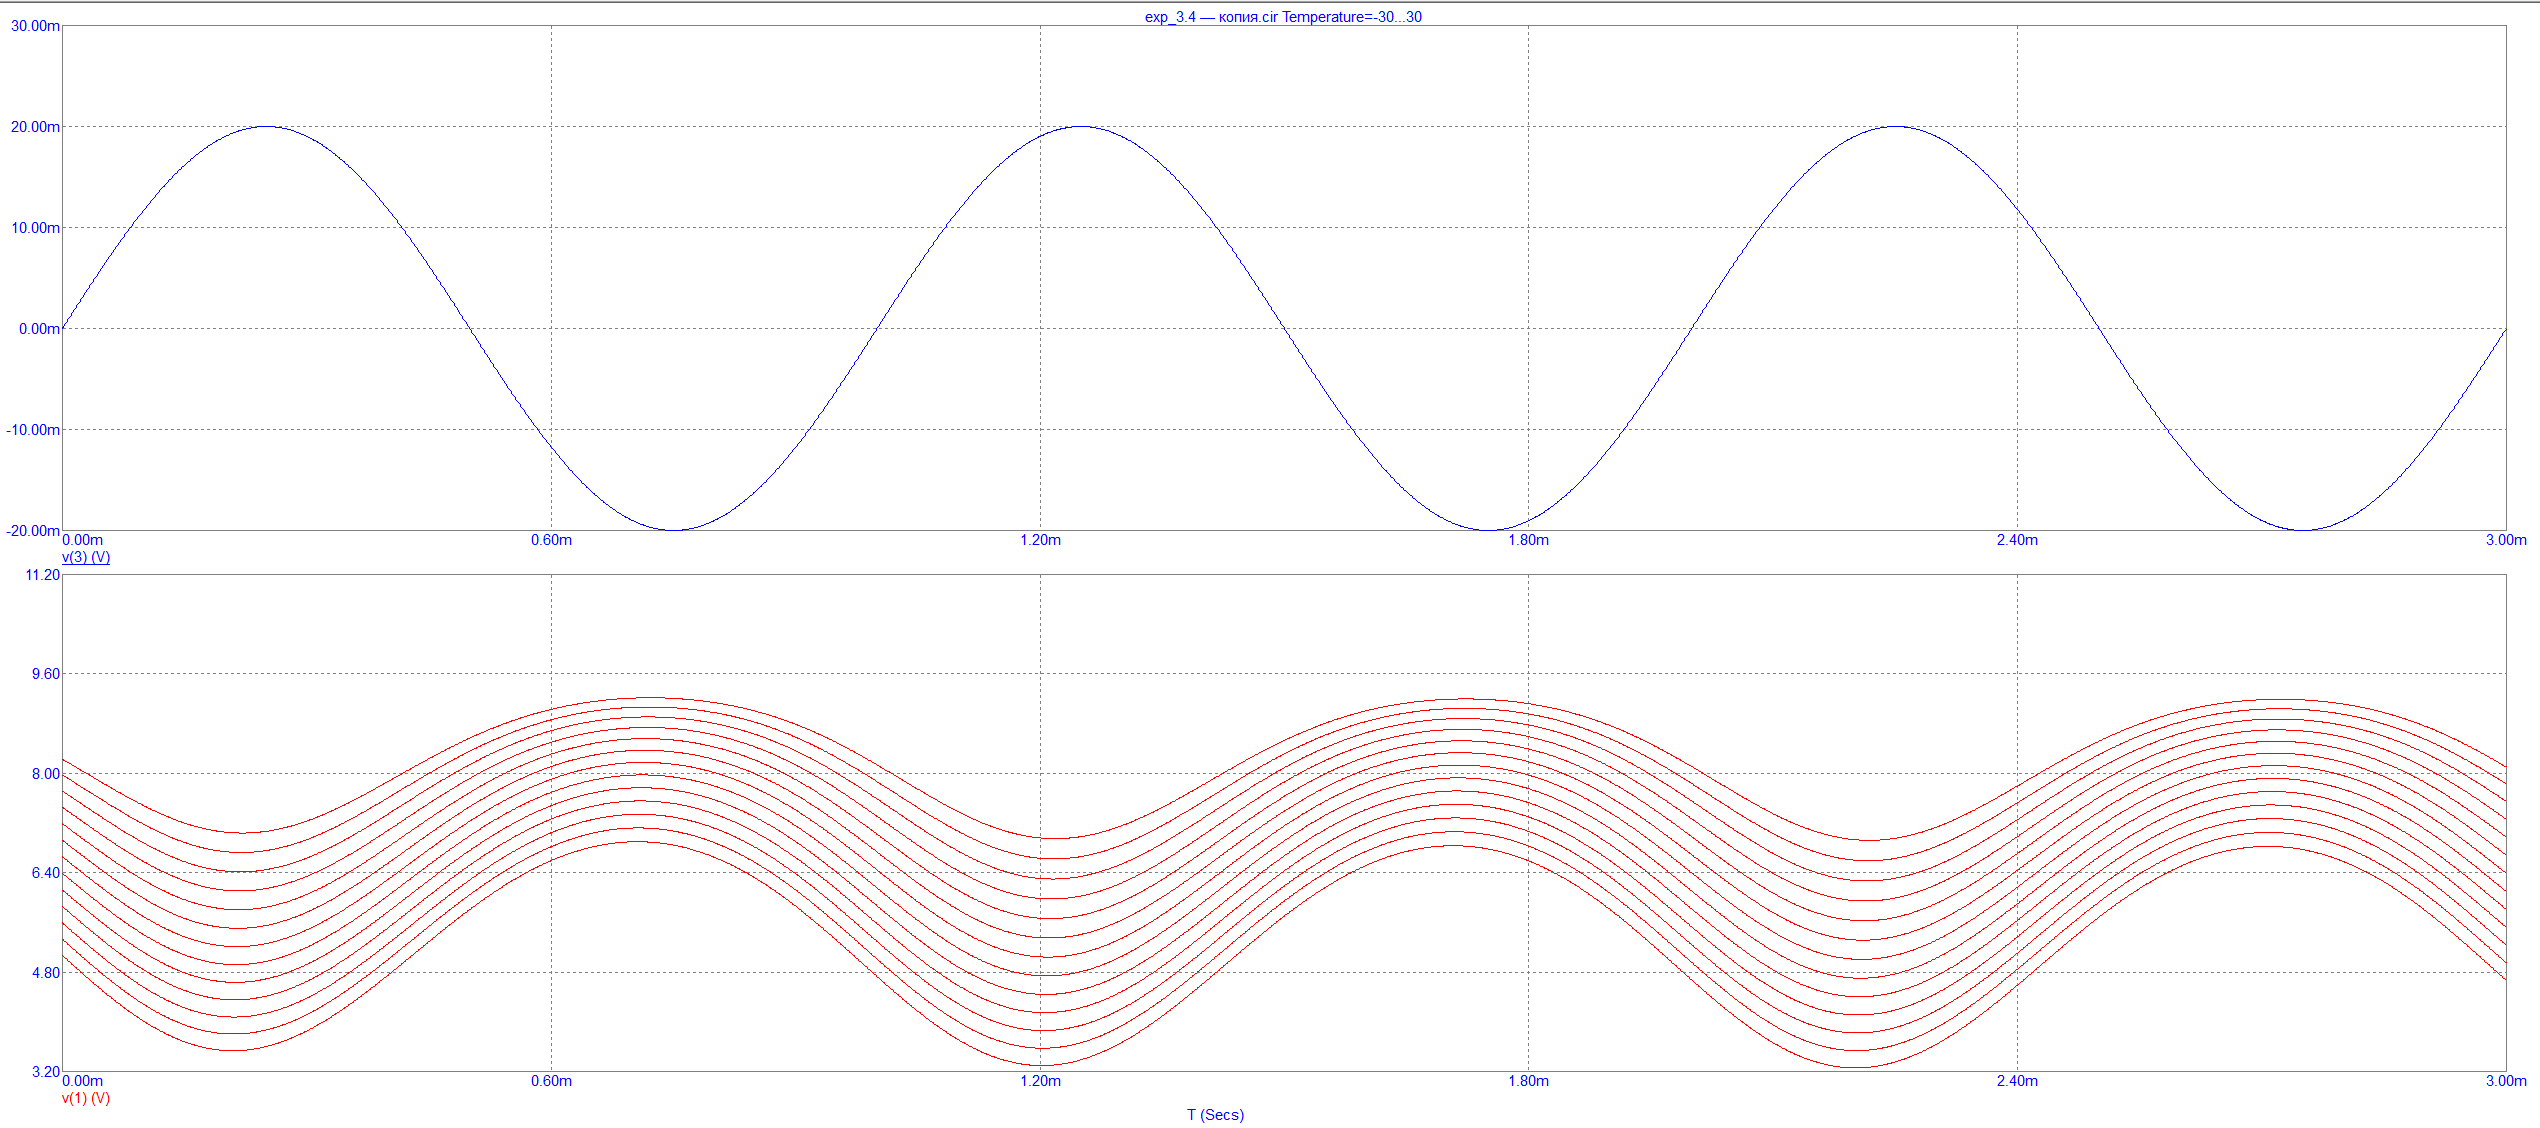 exp_3.4 — копия.cir Temperature=-30...30
30.00m
20.00m
10.00m
0.00m
-10.00m
-20.00m
0.00m 0.60m 1.20m 1.80m 2.40m 3.00m
v(3) (V)
11.20
9.60
8.00
6.40
4.80
3.20
0.00m 0.60m 1.20m 1.80m 2.40m 3.00m
v(1) (V)
T (Secs)